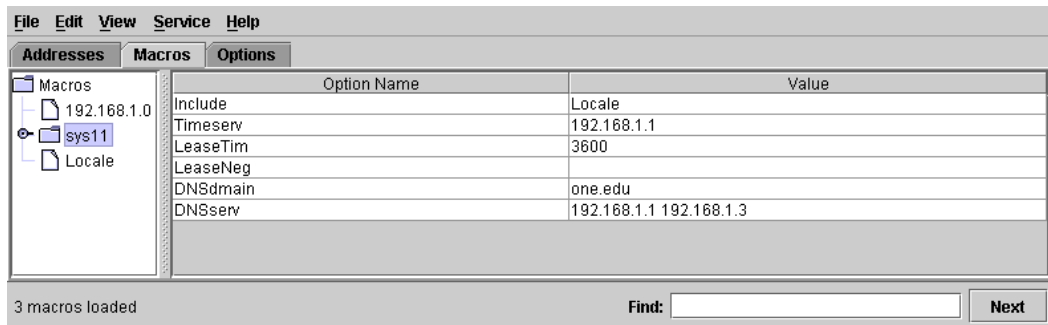 File Edit View Service Help
Addresses Macros Options
Macros
192.168.1.0
sys11
Locale
Option Name Value
Include Locale
Timeserv 192.168.1.1
LeaseTim 3600
LeaseNeg
DNSdmain one.edu
DNSserv 192.168.1.1 192.168.1.3
3 macros loaded Find: Next